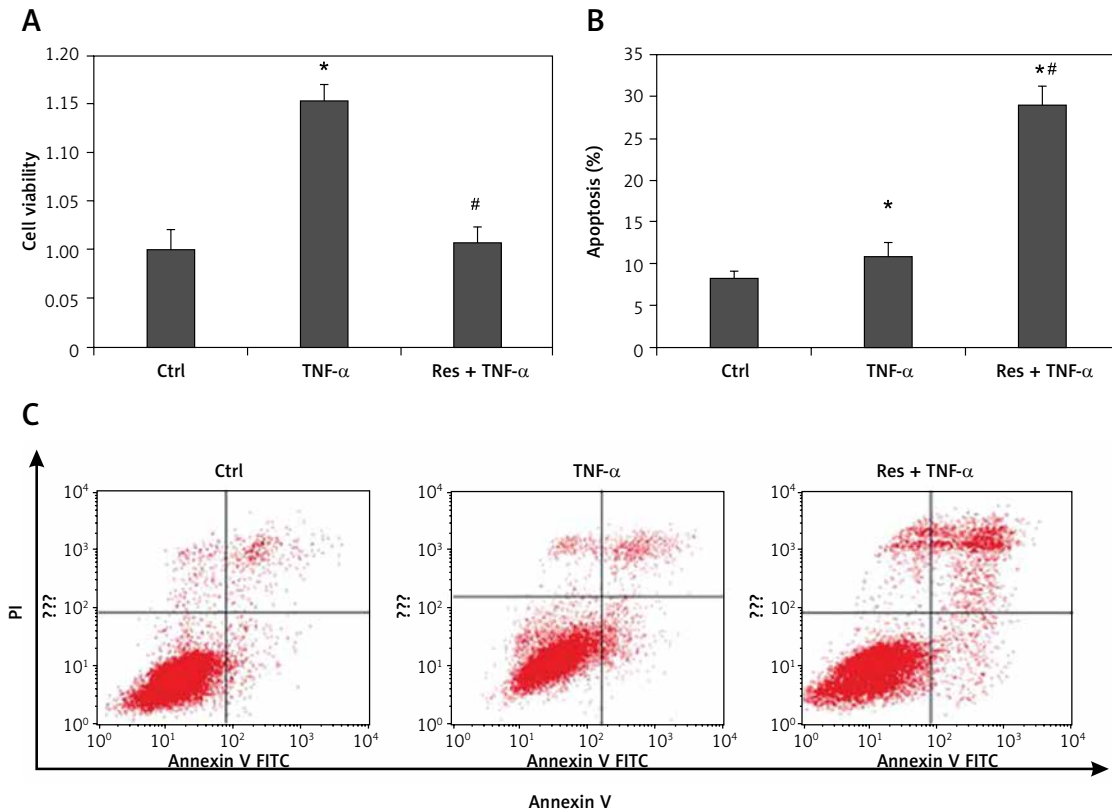 A
Cell viability
1.20
1.15
1.10
1.05
1.00
0.05
0
*
#
Ctrl TNF-α Res + TNF-α
B
Apoptosis (%)
35
30
25
20
15
10
5
0
*
*#
Ctrl TNF-α Res + TNF-α
C
PI
Ctrl
???
10⁴
10³
10²
10¹
10⁰
10⁰ 10¹ 10² 10³ 10⁴
Annexin V FITC
TNF-α
???
10⁴
10³
10²
10¹
10⁰
10⁰ 10¹ 10² 10³ 10⁴
Annexin V FITC
Res + TNF-α
???
10⁴
10³
10²
10¹
10⁰
10⁰ 10¹ 10² 10³ 10⁴
Annexin V FITC
Annexin V